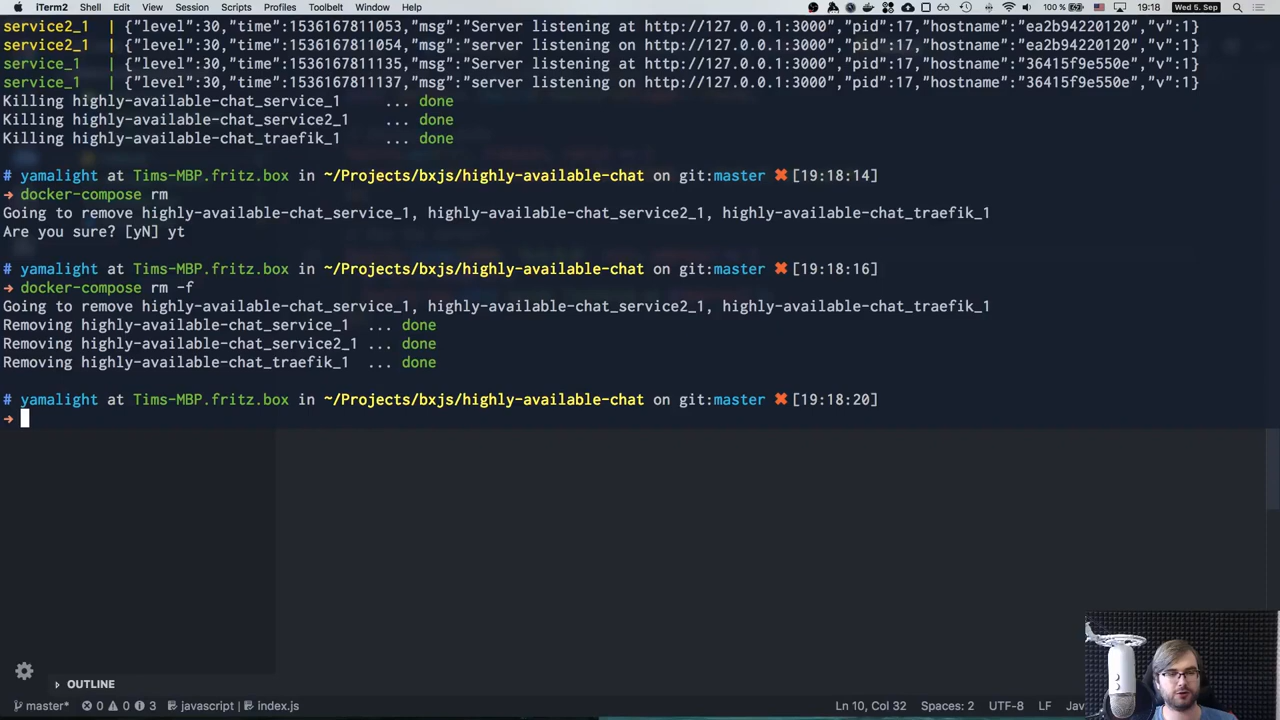 iTerm2 Shell Edit View Session Scripts Profiles Toolbelt Window Help 100 % Wed 5. Sep 19:18
service2_1 | {"level":30,"time":1536167811053,"msg":"Server listening at http://127.0.0.1:3000","pid":17,"hostname":"ea2b94220120","v":1}
service2_1 | {"level":30,"time":1536167811054,"msg":"Server listening on http://127.0.0.1:3000","pid":17,"hostname":"ea2b94220120","v":1}
service_1 | {"level":30,"time":1536167811135,"msg":"Server listening at http://127.0.0.1:3000","pid":17,"hostname":"36415f9e550e","v":1}
service_1 | {"level":30,"time":1536167811137,"msg":"Server listening on http://127.0.0.1:3000","pid":17,"hostname":"36415f9e550e","v":1}
Killing highly-available-chat_service_1 ... done
Killing highly-available-chat_service2_1 ... done
Killing highly-available-chat_traefik_1 ... done
# yamalight at Tims-MBP.fritz.box in ~/Projects/bxjs/highly-available-chat on git:master ✖ [19:18:14]
➜ docker-compose rm
Going to remove highly-available-chat_service_1, highly-available-chat_service2_1, highly-available-chat_traefik_1
Are you sure? [yN] yt
# yamalight at Tims-MBP.fritz.box in ~/Projects/bxjs/highly-available-chat on git:master ✖ [19:18:16]
➜ docker-compose rm -f
Going to remove highly-available-chat_service_1, highly-available-chat_service2_1, highly-available-chat_traefik_1
Removing highly-available-chat_service_1 ... done
Removing highly-available-chat_service2_1 ... done
Removing highly-available-chat_traefik_1 ... done
# yamalight at Tims-MBP.fritz.box in ~/Projects/bxjs/highly-available-chat on git:master ✖ [19:18:20]
➜
OUTLINE
master* 0 0 3 javascript | index.js Ln 10, Col 32 Spaces: 2 UTF-8 LF